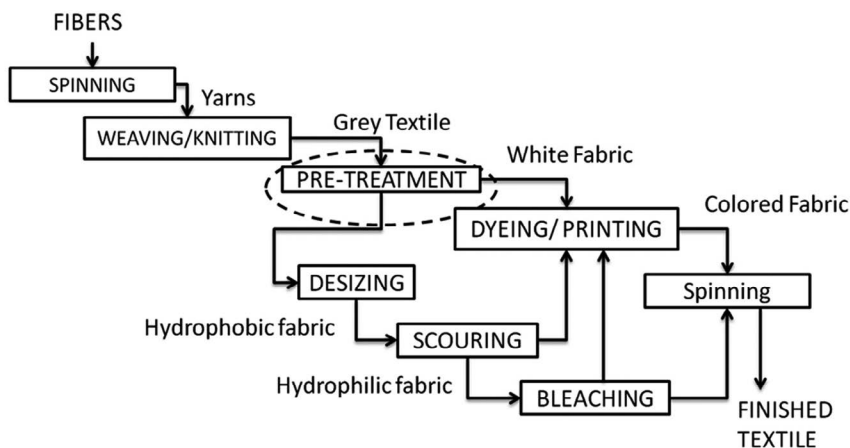 FIBERS
SPINNING
Yarns
WEAVING/KNITTING
Grey Textile
PRE-TREATMENT
White Fabric
DYEING/ PRINTING
Colored Fabric
Spinning
DESIZING
Hydrophobic fabric
SCOURING
Hydrophilic fabric
BLEACHING
FINISHED
TEXTILE